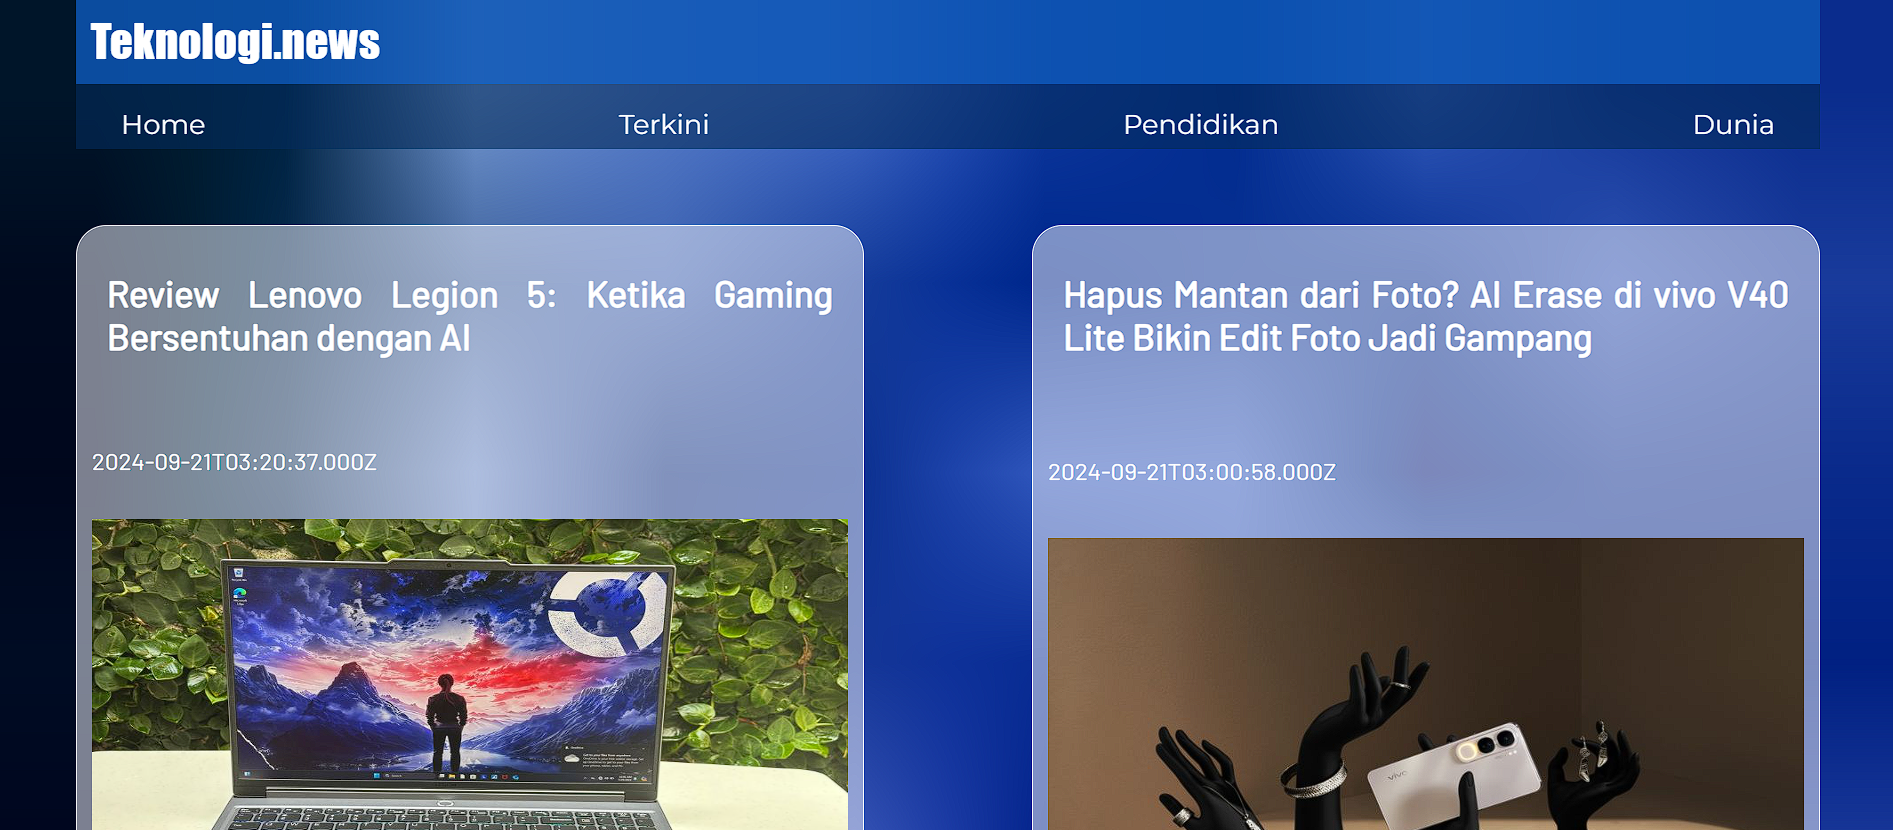 Teknologi.news
Home
Terkini
Pendidikan
Dunia
Review Lenovo Legion 5: Ketika Gaming
Bersentuhan dengan AI
2024-09-21T03:20:37.000Z
Hapus Mantan dari Foto? AI Erase di vivo V40
Lite Bikin Edit Foto Jadi Gampang
2024-09-21T03:00:58.000Z
vivo